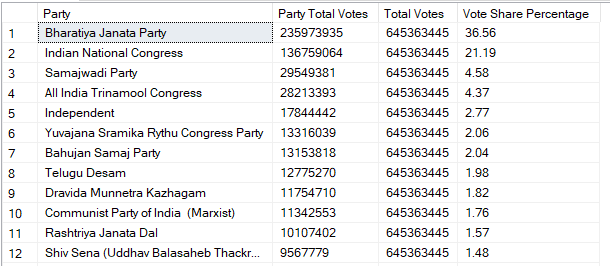 Party Party Total Votes Total Votes Vote Share Percentage
1 Bharatiya Janata Party 235973935 645363445 36.56
2 Indian National Congress 136759064 645363445 21.19
3 Samajwadi Party 29549381 645363445 4.58
4 All India Trinamool Congress 28213393 645363445 4.37
5 Independent 17844442 645363445 2.77
6 Yuvajana Sramika Rythu Congress Party 13316039 645363445 2.06
7 Bahujan Samaj Party 13153818 645363445 2.04
8 Telugu Desam 12775270 645363445 1.98
9 Dravida Munnetra Kazhagam 11754710 645363445 1.82
10 Communist Party of India  (Marxist) 11342553 645363445 1.76
11 Rashtriya Janata Dal 10107402 645363445 1.57
12 Shiv Sena (Uddhav Balasaheb Thackr... 9567779 645363445 1.48